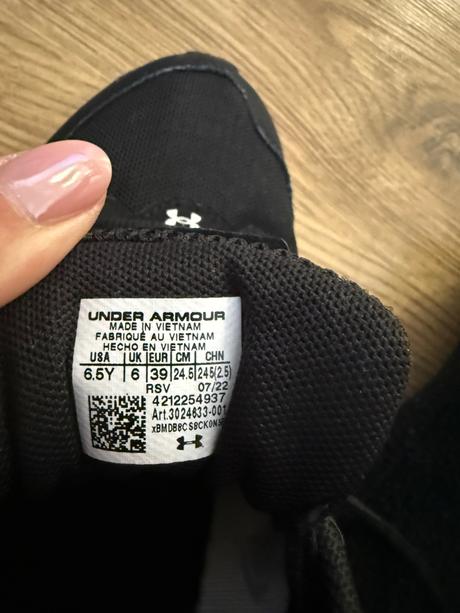 UNDER ARMOUR
MADE IN VIETNAM
FABRIQUÉ AU VIETNAM
HECHO EN VIETNAM
USA UK EUR CM CHN
6.5Y 6 39 24.5 245(2.5)
RSV 07/22
4212254937
Art.3024633-001